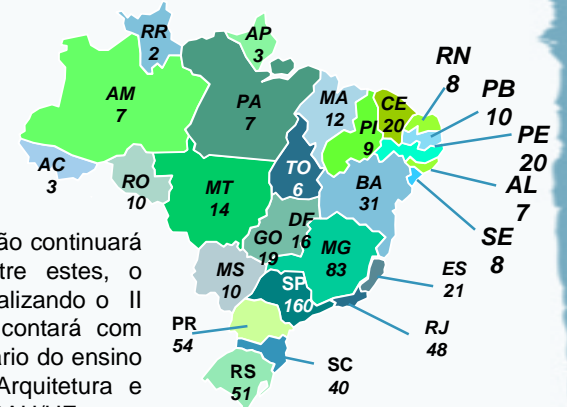 RR
2
AP
3
AM
7
PA
7
MA
12
CE
20
RN
8
PB
10
PI
9
PE
20
AL
7
SE
8
AC
3
RO
10
MT
14
TO
6
BA
31
DF
16
GO
19
MG
83
MS
10
SP
160
ES
21
RJ
48
PR
54
SC
40
RS
51
ão continuará
tre estes, o
alizando o II
contará com
ário do ensino
Arquitetura e